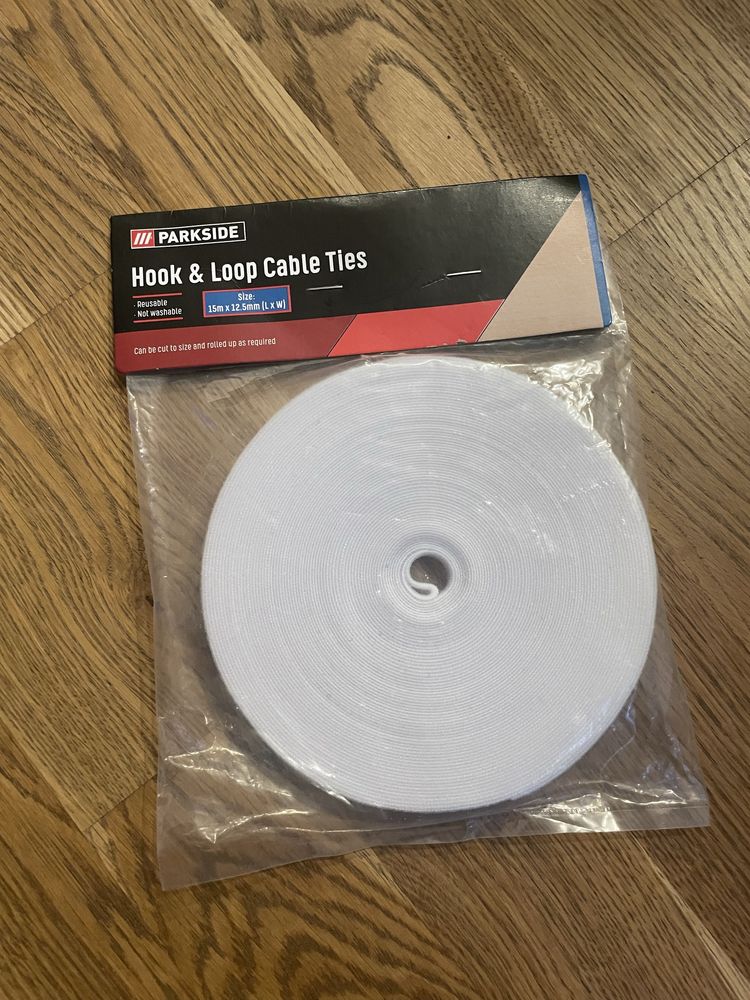 PARKSIDE
Hook & Loop Cable Ties
· Reusable
· Not washable
Size:
15m x 12.5mm (L x W)
Can be cut to size and rolled up as required